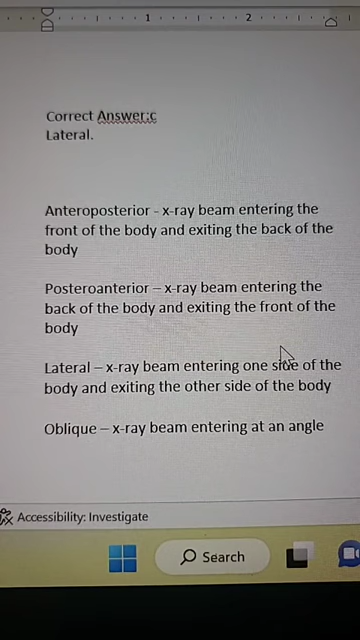 1 2
Correct Answer:c
Lateral.
Anteroposterior - x-ray beam entering the
front of the body and exiting the back of the
body
Posteroanterior – x-ray beam entering the
back of the body and exiting the front of the
body
Lateral – x-ray beam entering one side of the
body and exiting the other side of the body
Oblique – x-ray beam entering at an angle
Accessibility: Investigate
Search